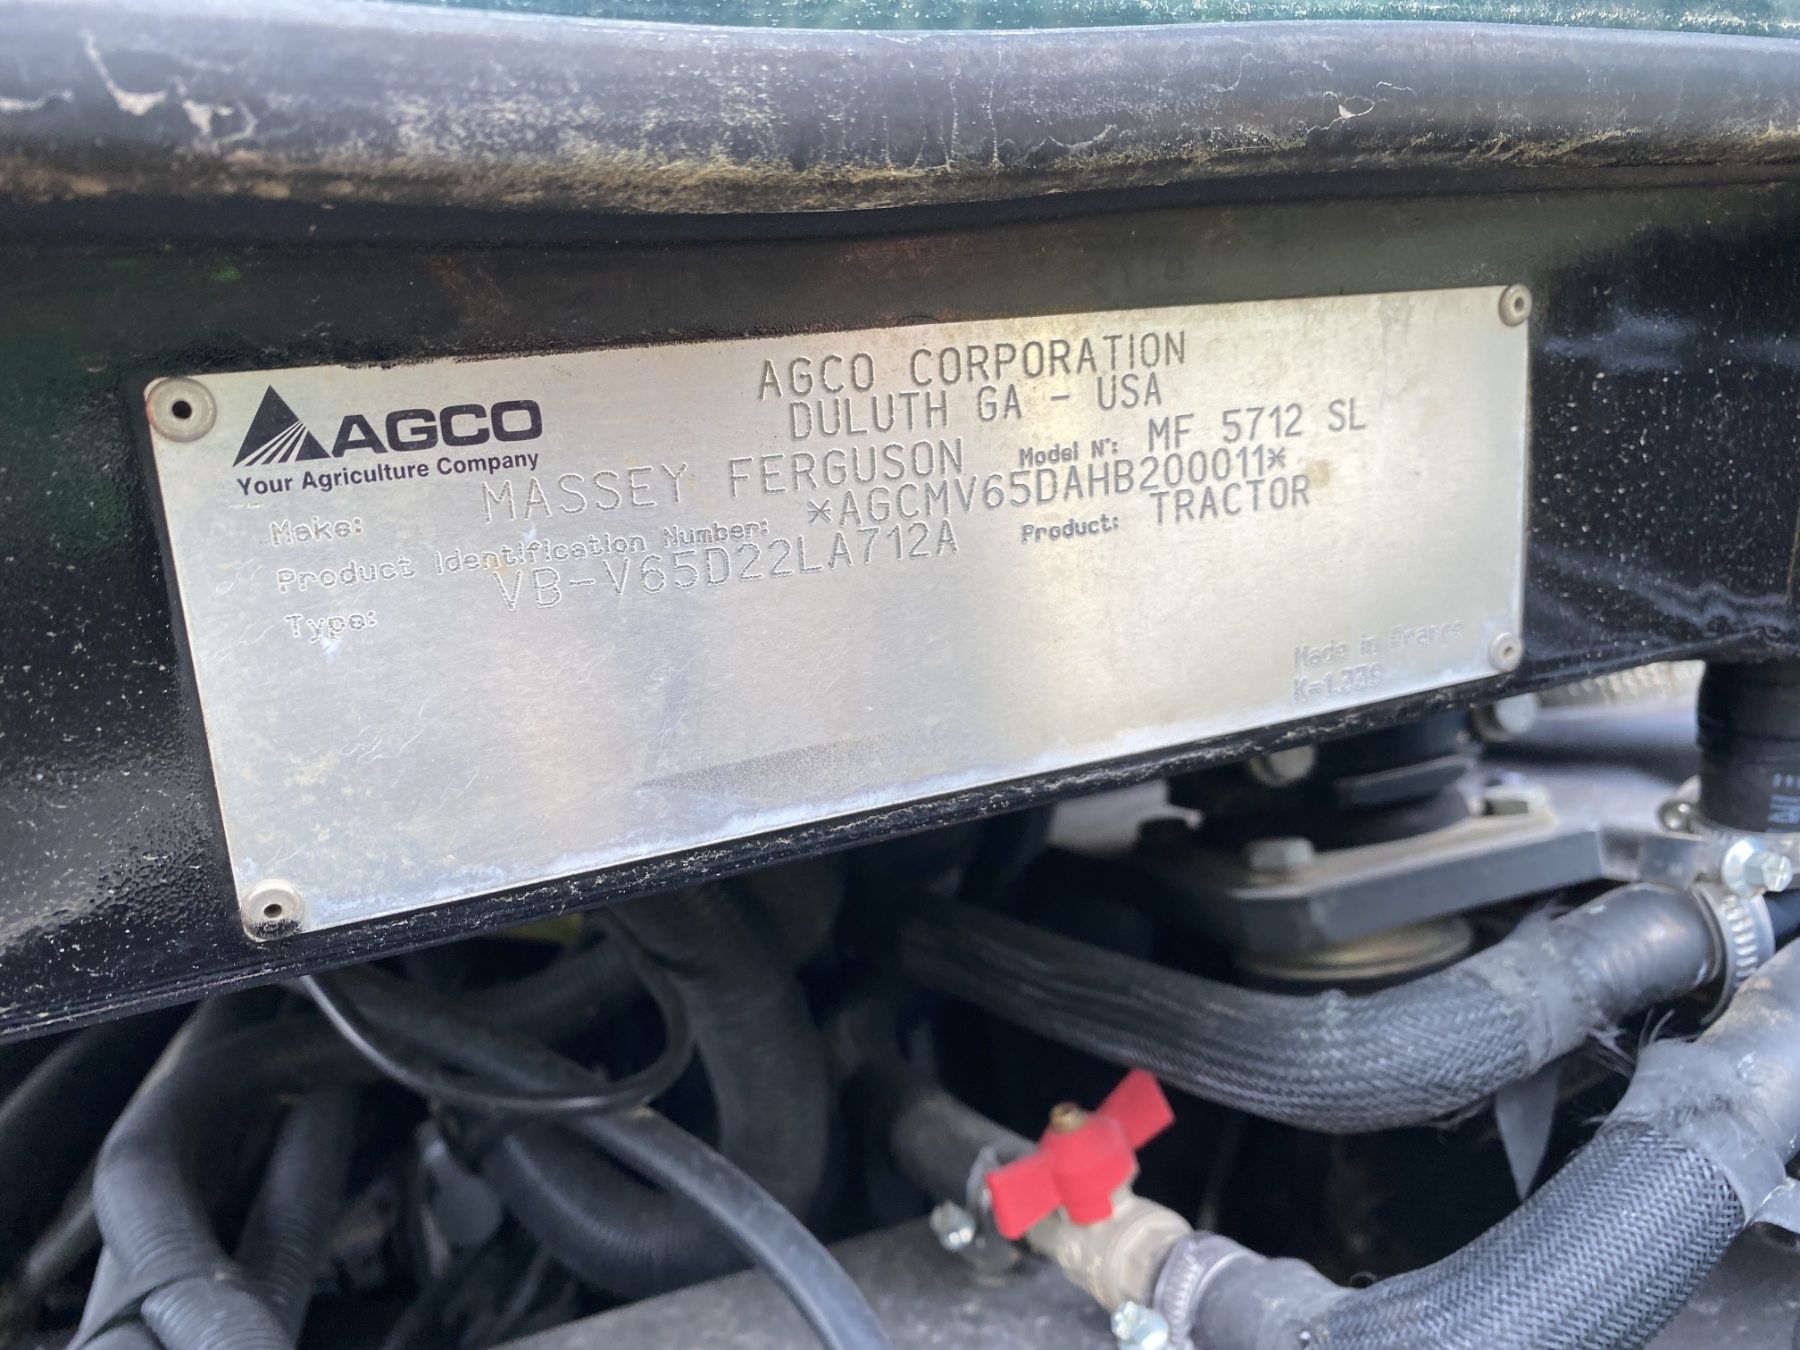 AGCO
Your Agriculture Company
AGCO CORPORATION
DULUTH GA - USA
Make: MASSEY FERGUSON Model N°: MF 5712 SL
Product Identification Number: *AGCMV65DAHB200011*
Type: VB-V65D22LA712A Product: TRACTOR
Made in France